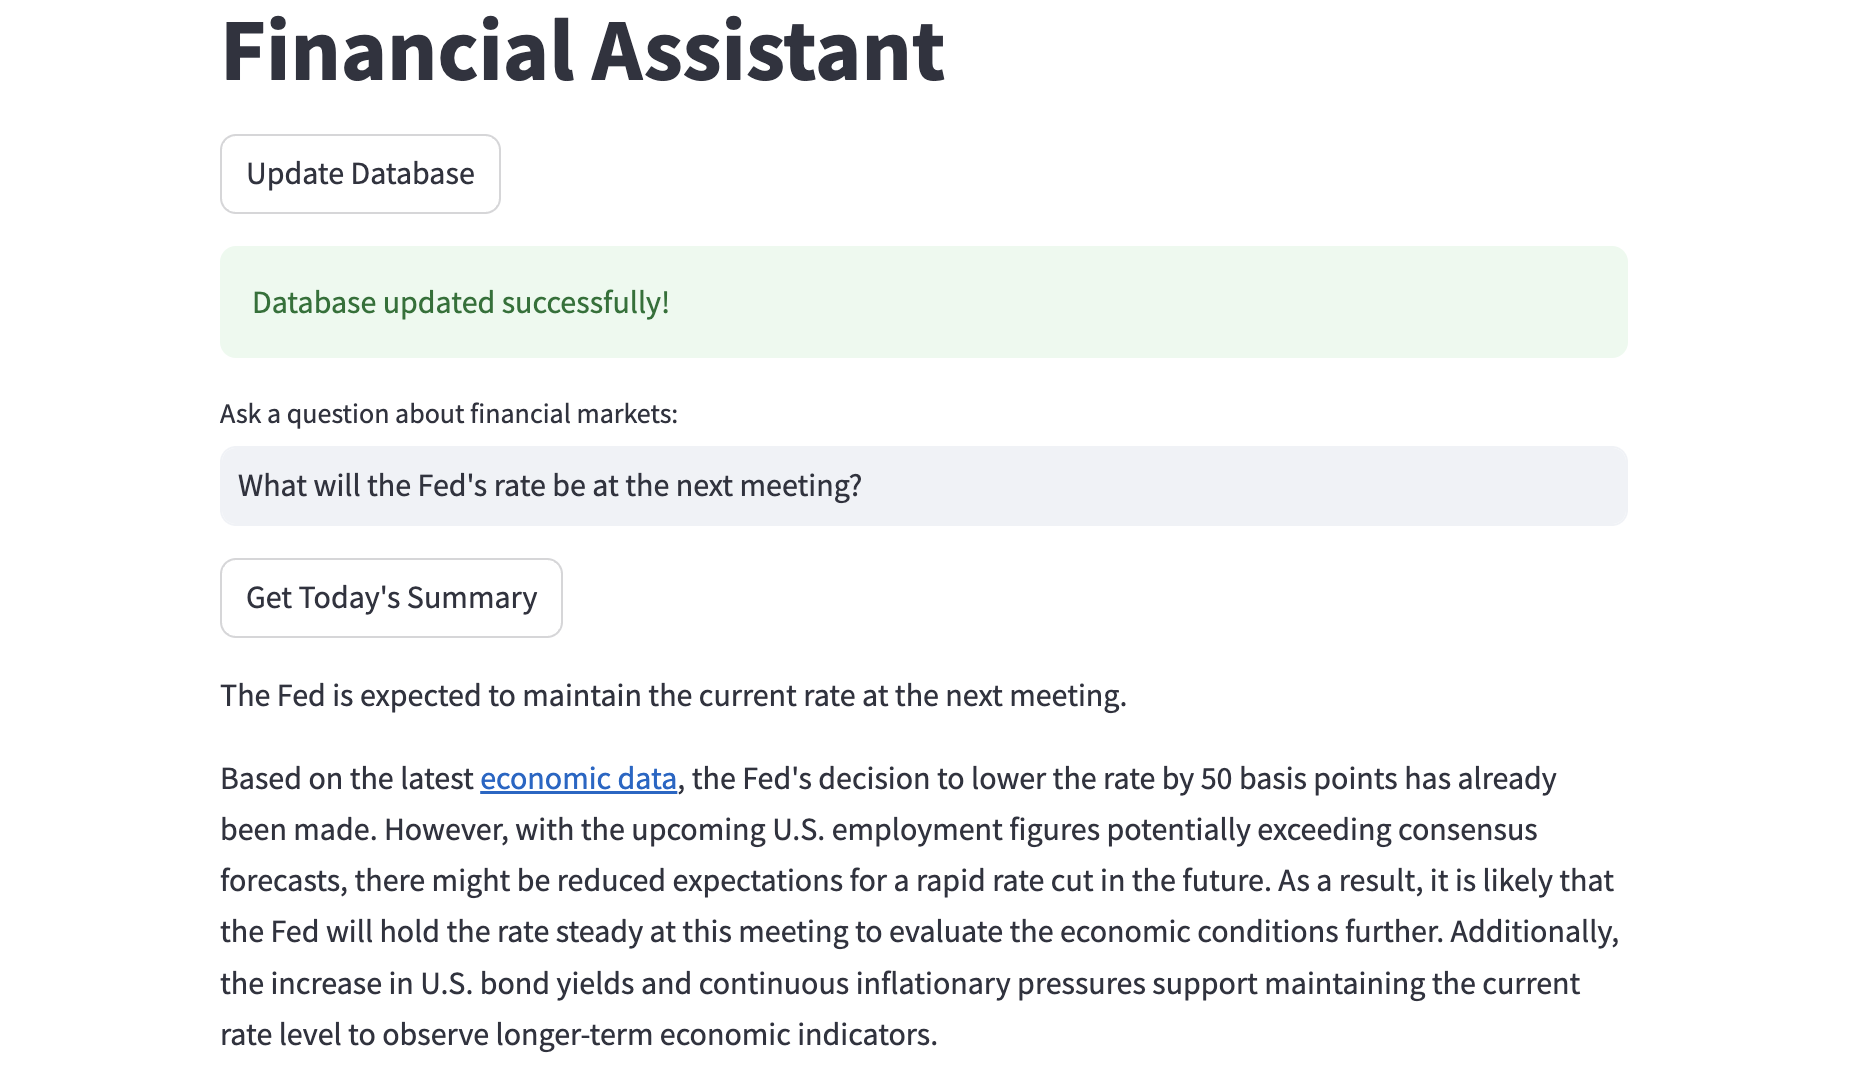 Financial Assistant
Update Database
Database updated successfully!
Ask a question about financial markets:
What will the Fed's rate be at the next meeting?
Get Today's Summary
The Fed is expected to maintain the current rate at the next meeting.
Based on the latest economic data, the Fed's decision to lower the rate by 50 basis points has already
been made. However, with the upcoming U.S. employment figures potentially exceeding consensus
forecasts, there might be reduced expectations for a rapid rate cut in the future. As a result, it is likely that
the Fed will hold the rate steady at this meeting to evaluate the economic conditions further. Additionally,
the increase in U.S. bond yields and continuous inflationary pressures support maintaining the current
rate level to observe longer-term economic indicators.